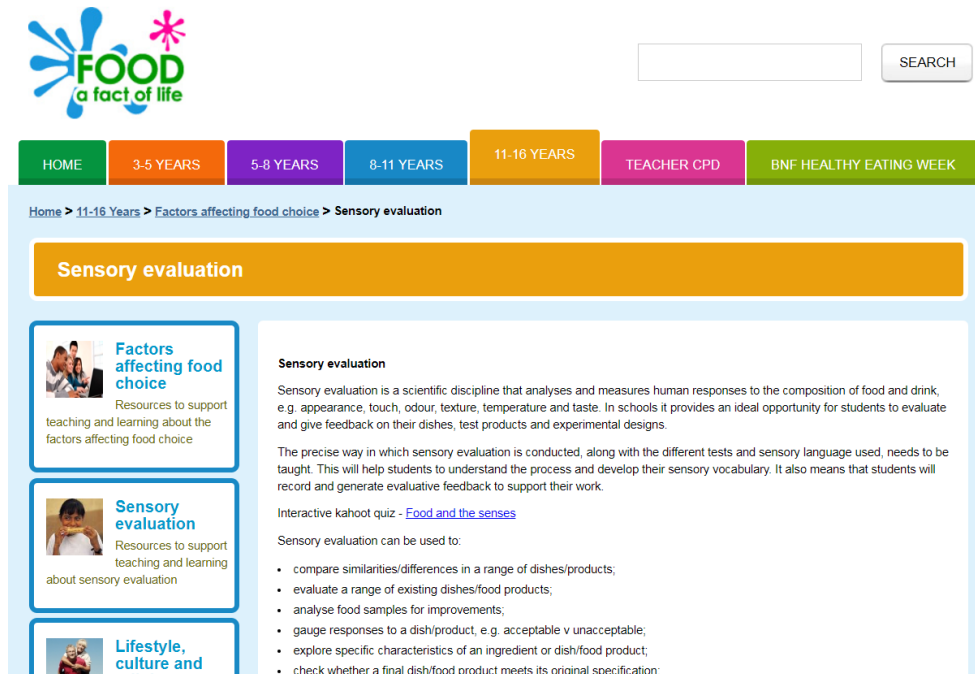 FOOD
a fact of life
SEARCH
HOME
3-5 YEARS
5-8 YEARS
8-11 YEARS
11-16 YEARS
TEACHER CPD
BNF HEALTHY EATING WEEK
Home > 11-16 Years > Factors affecting food choice > Sensory evaluation
Sensory evaluation
Factors
affecting food
choice
Resources to support
teaching and learning about the
factors affecting food choice
Sensory
evaluation
Resources to support
teaching and learning
about sensory evaluation
Lifestyle,
culture and
Sensory evaluation
Sensory evaluation is a scientific discipline that analyses and measures human responses to the composition of food and drink,
e.g. appearance, touch, odour, texture, temperature and taste. In schools it provides an ideal opportunity for students to evaluate
and give feedback on their dishes, test products and experimental designs.
The precise way in which sensory evaluation is conducted, along with the different tests and sensory language used, needs to be
taught. This will help students to understand the process and develop their sensory vocabulary. It also means that students will
record and generate evaluative feedback to support their work.
Interactive kahoot quiz - Food and the senses
Sensory evaluation can be used to:
• compare similarities/differences in a range of dishes/products;
• evaluate a range of existing dishes/food products;
• analyse food samples for improvements;
• gauge responses to a dish/product, e.g. acceptable v unacceptable;
• explore specific characteristics of an ingredient or dish/food product;
• check whether a final dish/food product meets its original specification;